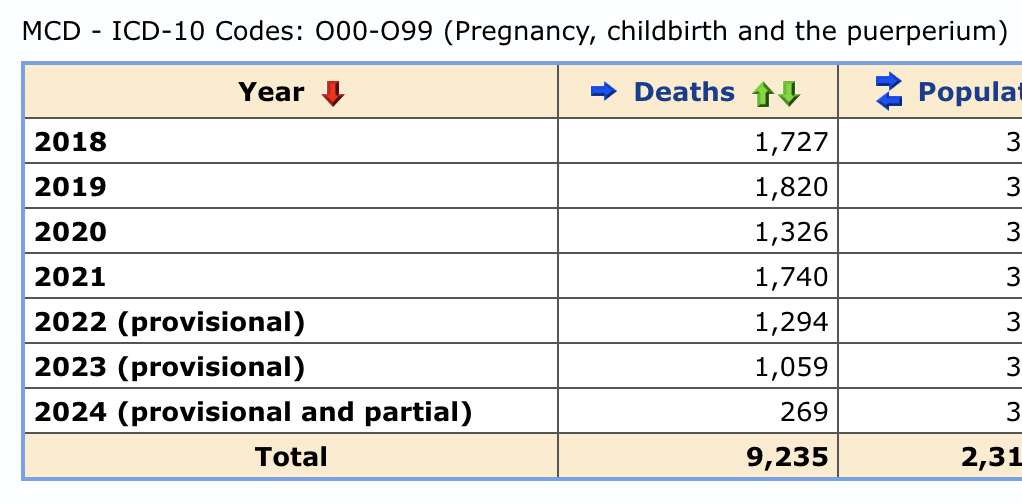 MCD - ICD-10 Codes: O00-O99 (Pregnancy, childbirth and the puerperium)
Year Deaths Populat
2018 1,727 3
2019 1,820 3
2020 1,326 3
2021 1,740 3
2022 (provisional) 1,294 3
2023 (provisional) 1,059 3
2024 (provisional and partial) 269 3
Total 9,235 2,31